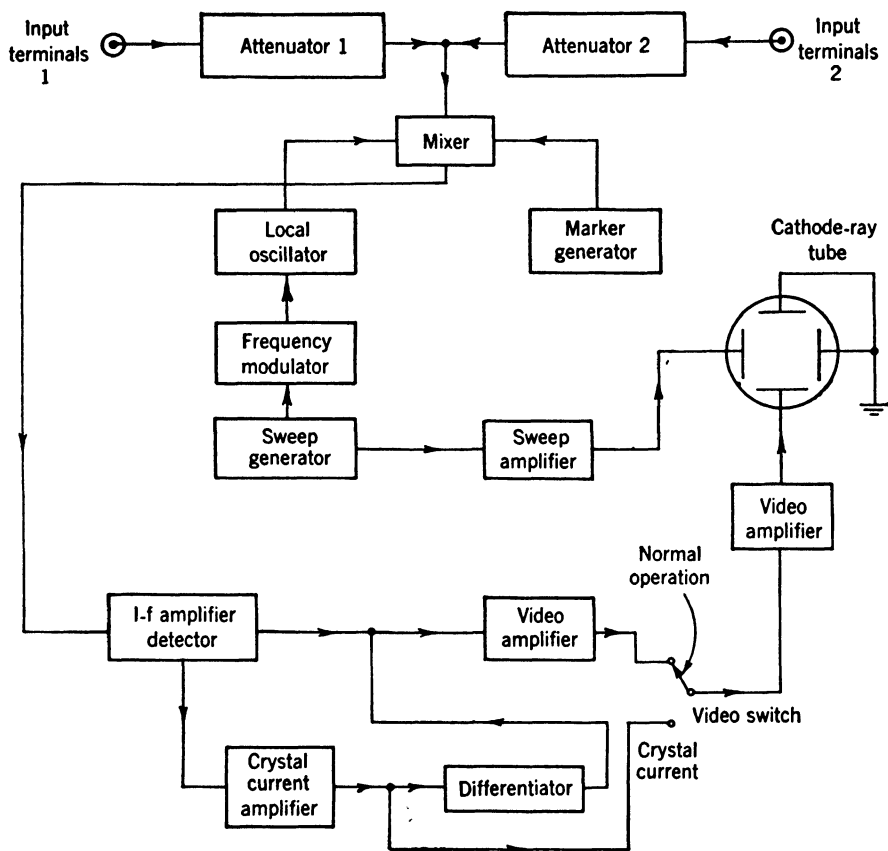 Input
terminals
1
Attenuator 1
Attenuator 2
Input
terminals
2
Mixer
Local
oscillator
Marker
generator
Cathode-ray
tube
Frequency
modulator
Sweep
generator
Sweep
amplifier
Video
amplifier
Normal
operation
I-f amplifier
detector
Video
amplifier
Video switch
Crystal
current
Crystal
current
amplifier
Differentiator